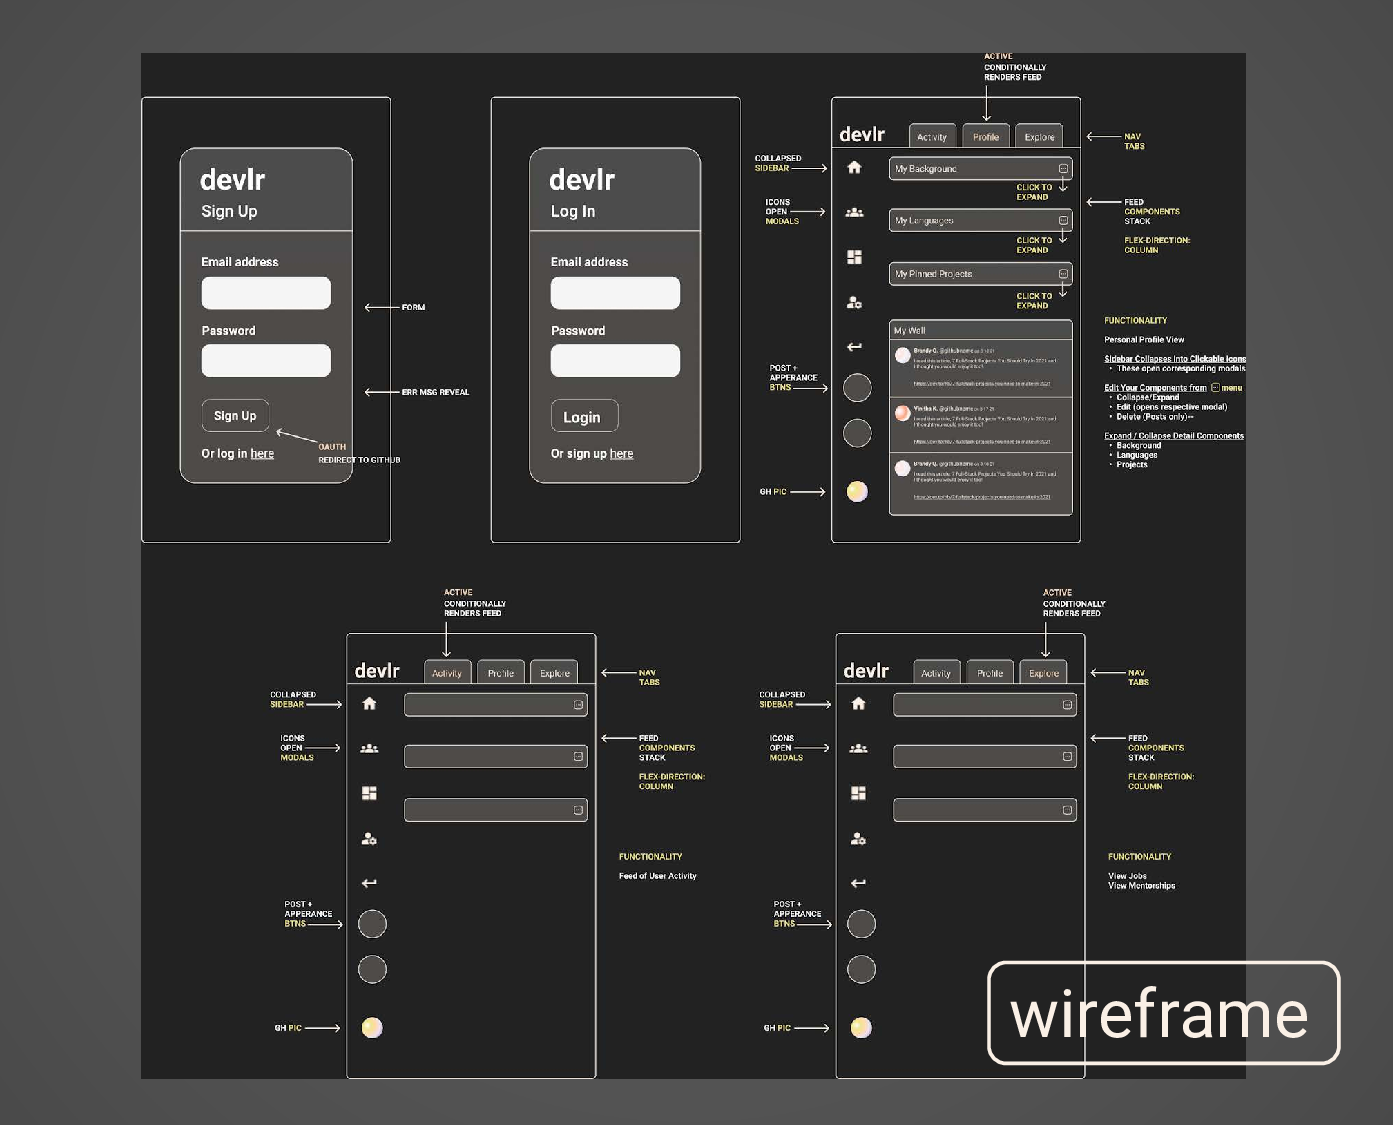 devlr
Sign Up
Email address
Password
Sign Up
Or log in here
FORM
ERR MSG REVEAL
OAUTH
REDIRECT TO GITHUB
devlr
Log In
Email address
Password
Login
Or sign up here
ACTIVE
CONDITIONALLY
RENDERS FEED
devlr
Activity
Profile
Explore
NAV
TABS
COLLAPSED
SIDEBAR
ICONS
OPEN
MODALS
POST +
APPERANCE
BTNS
GH PIC
My Background
CLICK TO
EXPAND
My Languages
CLICK TO
EXPAND
My Pinned Projects
CLICK TO
EXPAND
My Well
Brandy G. @githubname
Brandy G. @githubname
FEED
COMPONENTS
STACK
FLEX-DIRECTION:
COLUMN
FUNCTIONALITY
Personal Profile View
Sidebar Collapses into Clickable icons
• These open corresponding modals
Edit Your Components from menu
• Collapse/Expand
• Edit (opens respective modal)
• Delete (Posts only)--
Expand / Collapse Detail Components
• Background
• Languages
• Projects
ACTIVE
CONDITIONALLY
RENDERS FEED
devlr
Activity
Profile
Explore
NAV
TABS
COLLAPSED
SIDEBAR
ICONS
OPEN
MODALS
FEED
COMPONENTS
STACK
FLEX-DIRECTION:
COLUMN
FUNCTIONALITY
Feed of User Activity
POST +
APPERANCE
BTNS
GH PIC
ACTIVE
CONDITIONALLY
RENDERS FEED
devlr
Activity
Profile
Explore
NAV
TABS
COLLAPSED
SIDEBAR
ICONS
OPEN
MODALS
FEED
COMPONENTS
STACK
FLEX-DIRECTION:
COLUMN
FUNCTIONALITY
View Jobs
View Mentorships
POST +
APPERANCE
BTNS
GH PIC
wireframe